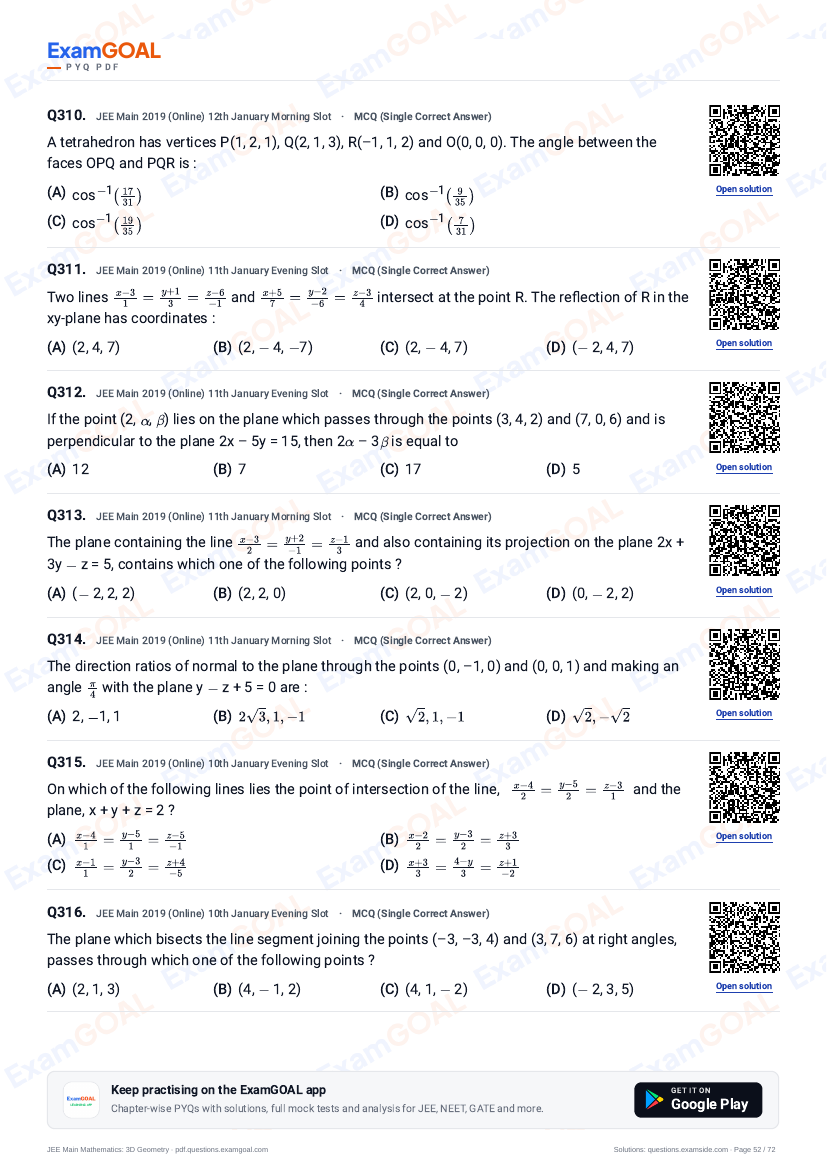 ExamGOAL
PYQ PDF
Q310. JEE Main 2019 (Online) 12th January Morning Slot · MCQ (Single Correct Answer)
A tetrahedron has vertices P(1, 2, 1), Q(2, 1, 3), R(−1, 1, 2) and O(0, 0, 0). The angle between the
faces OPQ and PQR is :
(A) cos⁻¹(17/31) (B) cos⁻¹(9/35)
(C) cos⁻¹(19/35) (D) cos⁻¹(7/31)
Open solution
Q311. JEE Main 2019 (Online) 11th January Evening Slot · MCQ (Single Correct Answer)
Two lines (x−3)/1 = (y+1)/3 = (z−6)/−1 and (x+5)/7 = (y−2)/−6 = (z−3)/4 intersect at the point R. The reflection of R in the
xy-plane has coordinates :
(A) (2, 4, 7) (B) (2, − 4, −7) (C) (2, − 4, 7) (D) (− 2, 4, 7)
Open solution
Q312. JEE Main 2019 (Online) 11th January Evening Slot · MCQ (Single Correct Answer)
If the point (2, α, β) lies on the plane which passes through the points (3, 4, 2) and (7, 0, 6) and is
perpendicular to the plane 2x − 5y = 15, then 2α − 3β is equal to
(A) 12 (B) 7 (C) 17 (D) 5
Open solution
Q313. JEE Main 2019 (Online) 11th January Morning Slot · MCQ (Single Correct Answer)
The plane containing the line (x−3)/2 = (y+2)/−1 = (z−1)/3 and also containing its projection on the plane 2x +
3y − z = 5, contains which one of the following points ?
(A) (− 2, 2, 2) (B) (2, 2, 0) (C) (2, 0, − 2) (D) (0, − 2, 2)
Open solution
Q314. JEE Main 2019 (Online) 11th January Morning Slot · MCQ (Single Correct Answer)
The direction ratios of normal to the plane through the points (0, −1, 0) and (0, 0, 1) and making an
angle π/4 with the plane y − z + 5 = 0 are :
(A) 2, −1, 1 (B) 2√3, 1, −1 (C) √2, 1, −1 (D) √2, −√2
Open solution
Q315. JEE Main 2019 (Online) 10th January Evening Slot · MCQ (Single Correct Answer)
On which of the following lines lies the point of intersection of the line, (x−4)/2 = (y−5)/2 = (z−3)/1 and the
plane, x + y + z = 2 ?
(A) (x−4)/1 = (y−5)/1 = (z−5)/−1 (B) (x−2)/2 = (y−3)/2 = (z+3)/3
(C) (x−1)/1 = (y−3)/2 = (z+4)/−5 (D) (x+3)/3 = (4−y)/3 = (z+1)/−2
Open solution
Q316. JEE Main 2019 (Online) 10th January Evening Slot · MCQ (Single Correct Answer)
The plane which bisects the line segment joining the points (−3, −3, 4) and (3, 7, 6) at right angles,
passes through which one of the following points ?
(A) (2, 1, 3) (B) (4, − 1, 2) (C) (4, 1, − 2) (D) (− 2, 3, 5)
Open solution
Keep practising on the ExamGOAL app
Chapter-wise PYQs with solutions, full mock tests and analysis for JEE, NEET, GATE and more.
GET IT ON
Google Play
JEE Main Mathematics: 3D Geometry · pdf.questions.examgoal.com Solutions: questions.examside.com · Page 52 / 72